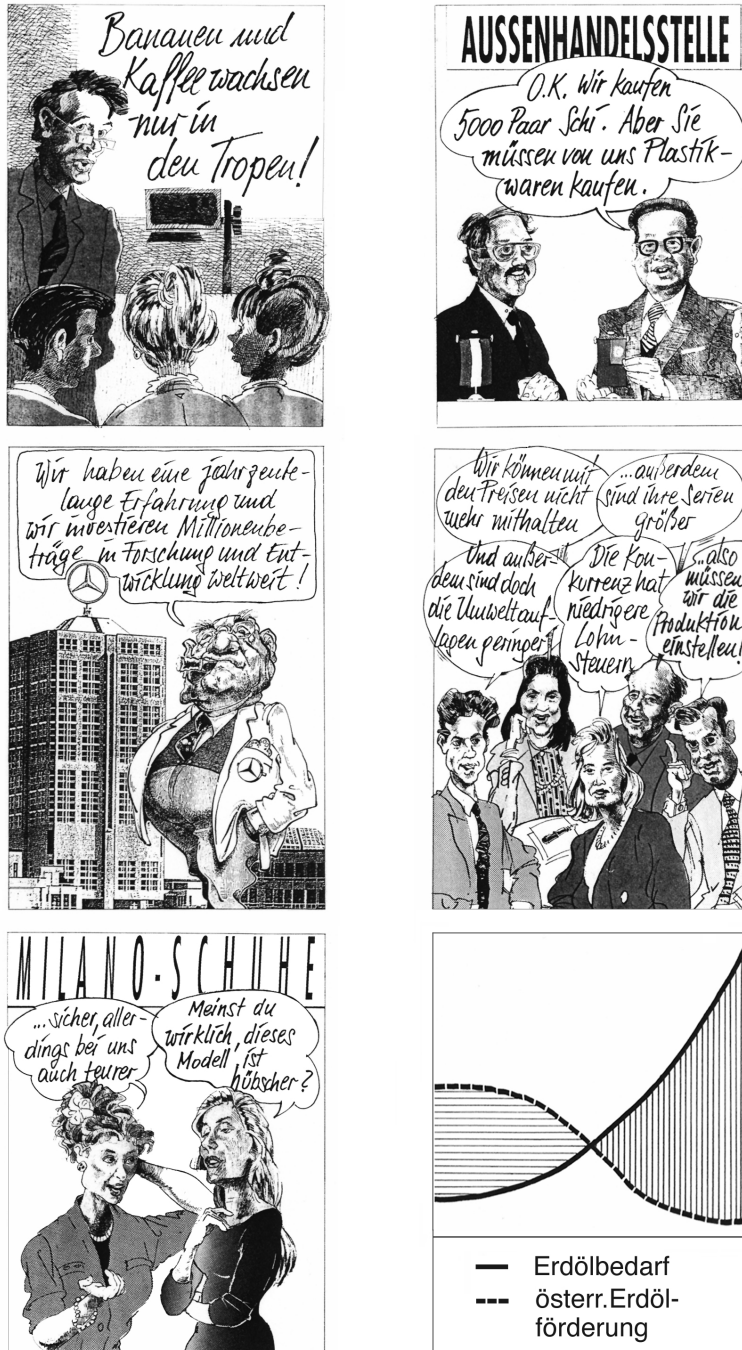 Bananen und
Kaffee wachsen
nur in
den Tropen!
AUSSENHANDELSSTELLE
O.K. Wir kaufen
5000 Paar Schi. Aber Sie
müssen von uns Plastik-
waren kaufen.
Wir haben eine jahrzente-
lange Erfahrung und
wir investieren Millionenbe-
träge in Forschung und Ent-
wicklung weltweit!
Wir können mit
den Preisen nicht
mehr mithalten
...außerdem
sind ihre Serien
größer
Und außer-
dem sind doch
die Umweltauf-
lagen geringer
Die Kon-
kurrenz hat
niedrigere
Lohn-
steuern
...also
müssen
wir die
Produktion
einstellen!
MILANO-SCHUHE
...sicher, aller-
dings bei uns
auch teurer
Meinst du
wirklich, dieses
Modell ist
hübscher?
Erdölbedarf
österr.Erdöl-
förderung